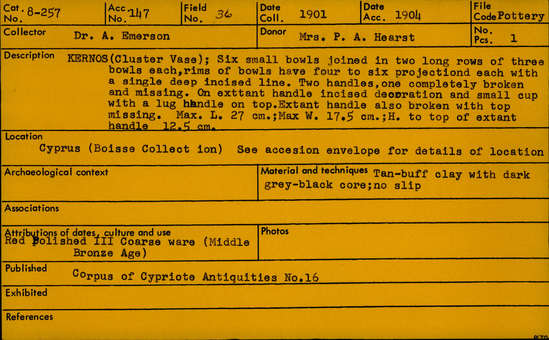 Cat. No. 8-257 Acc No. 147 Field No. 36 Date Coll. 1901 Date Acc. 1904 File Code Pottery
Collector Dr. A. Emerson Donor Mrs. P. A. Hearst No. Pcs. 1
Description KERNOS(Cluster Vase); Six small bowls joined in two long rows of three
bowls each,rims of bowls have four to six projectiond each with
a single deep incised line. Two handles,one completely broken
and missing. On exttant handle incised decoration and small cup
with a lug handle on top.Extant handle also broken with top
missing. Max. L. 27 cm.;Max W. 17.5 cm.;H. to top of extant
handle 12.5 cm.
Location
Cyprus (Boisse Collect ion) See accesion envelope for details of location
Archaeological context
Material and techniques Tan-buff clay with dark
grey-black core;no slip
Associations
Attributions of dates, culture and use
Red Polished III Coarse ware (Middle
Bronze Age)
Photos
Published Corpus of Cypriote Antiquities No.16
Exhibited
References